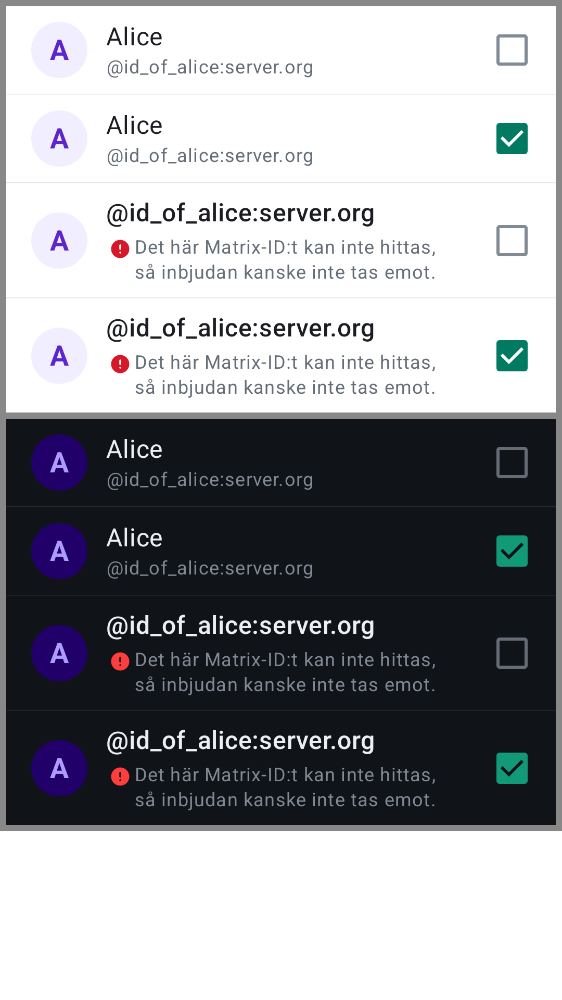 A
Alice
@id_of_alice:server.org
A
Alice
@id_of_alice:server.org
A
@id_of_alice:server.org
Det här Matrix-ID:t kan inte hittas,
så inbjudan kanske inte tas emot.
A
@id_of_alice:server.org
Det här Matrix-ID:t kan inte hittas,
så inbjudan kanske inte tas emot.
A
Alice
@id_of_alice:server.org
A
Alice
@id_of_alice:server.org
A
@id_of_alice:server.org
Det här Matrix-ID:t kan inte hittas,
så inbjudan kanske inte tas emot.
A
@id_of_alice:server.org
Det här Matrix-ID:t kan inte hittas,
så inbjudan kanske inte tas emot.